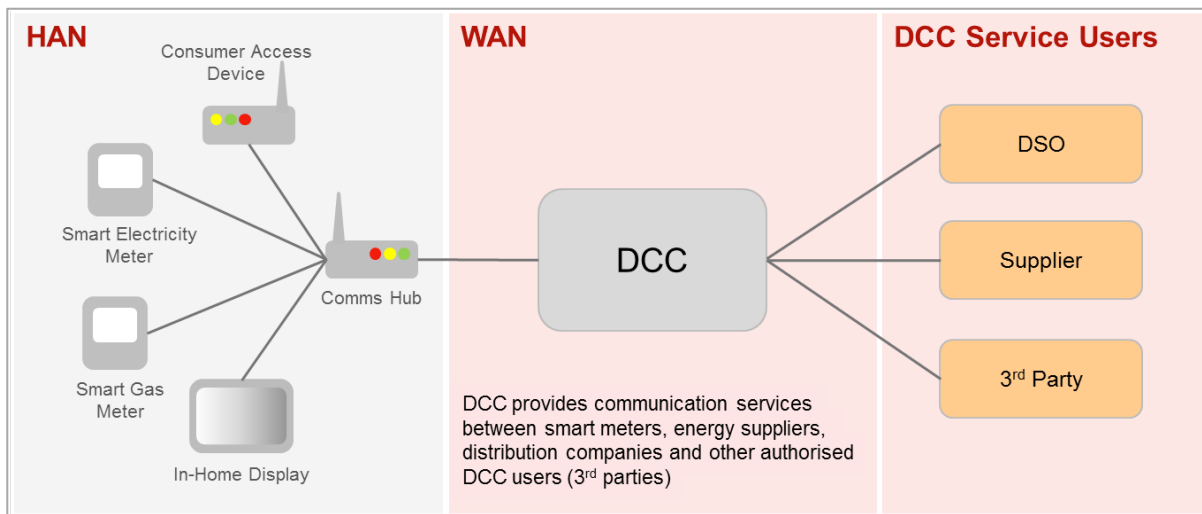 HAN
Consumer Access
Device
Smart Electricity
Meter
Comms Hub
Smart Gas
Meter
In-Home Display
WAN
DCC
DCC provides communication services
between smart meters, energy suppliers,
distribution companies and other authorised
DCC users (3rd parties)
DCC Service Users
DSO
Supplier
3rd Party